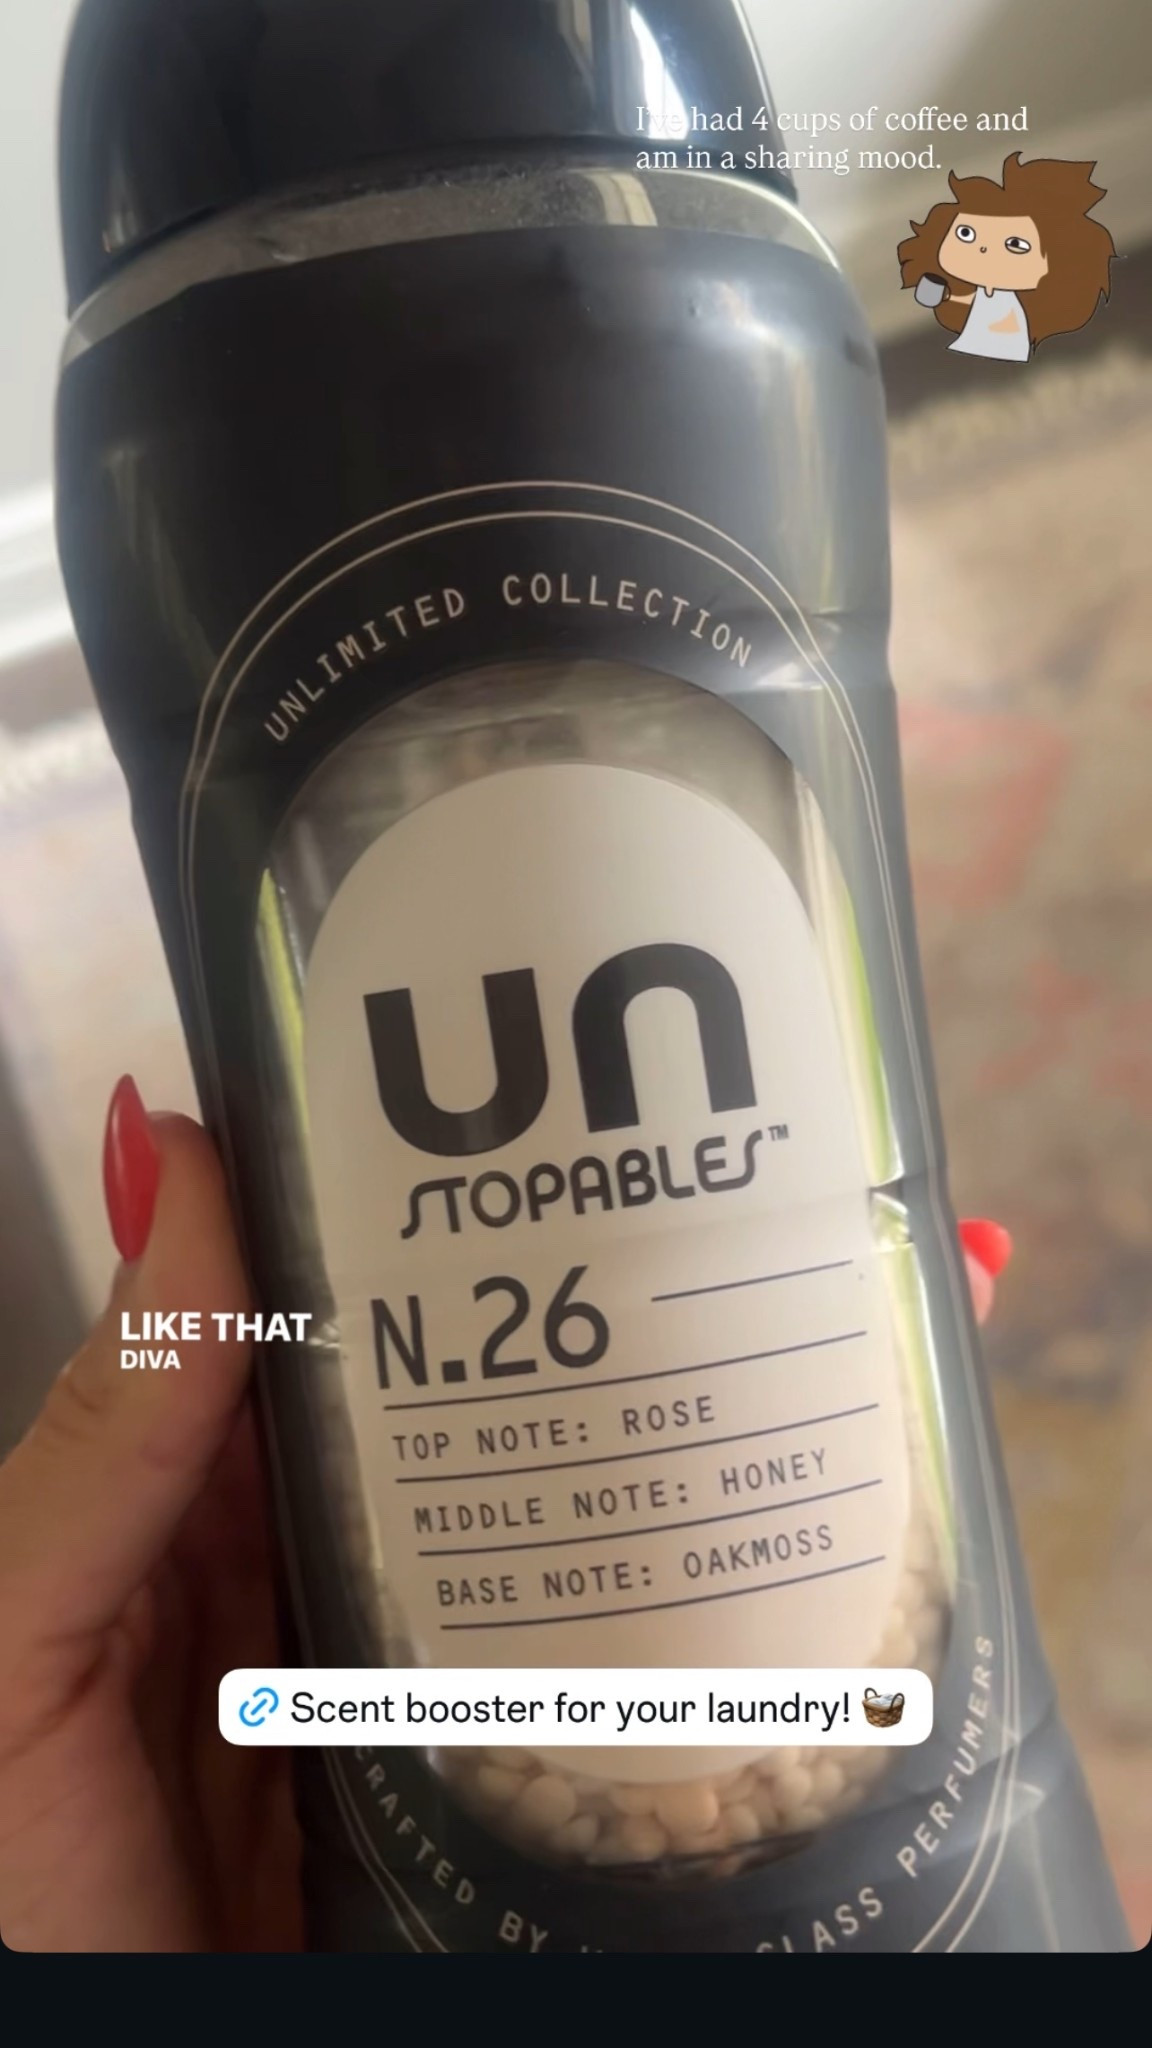 I've had 4 cups of coffee and
am in a sharing mood.
UNLIMITED COLLECTION
un
STOPABLES™
N.26
TOP NOTE: ROSE
MIDDLE NOTE: HONEY
BASE NOTE: OAKMOSS
LIKE THAT
DIVA
Scent booster for your laundry!
CRAFTED BY CLASS PERFUMERS